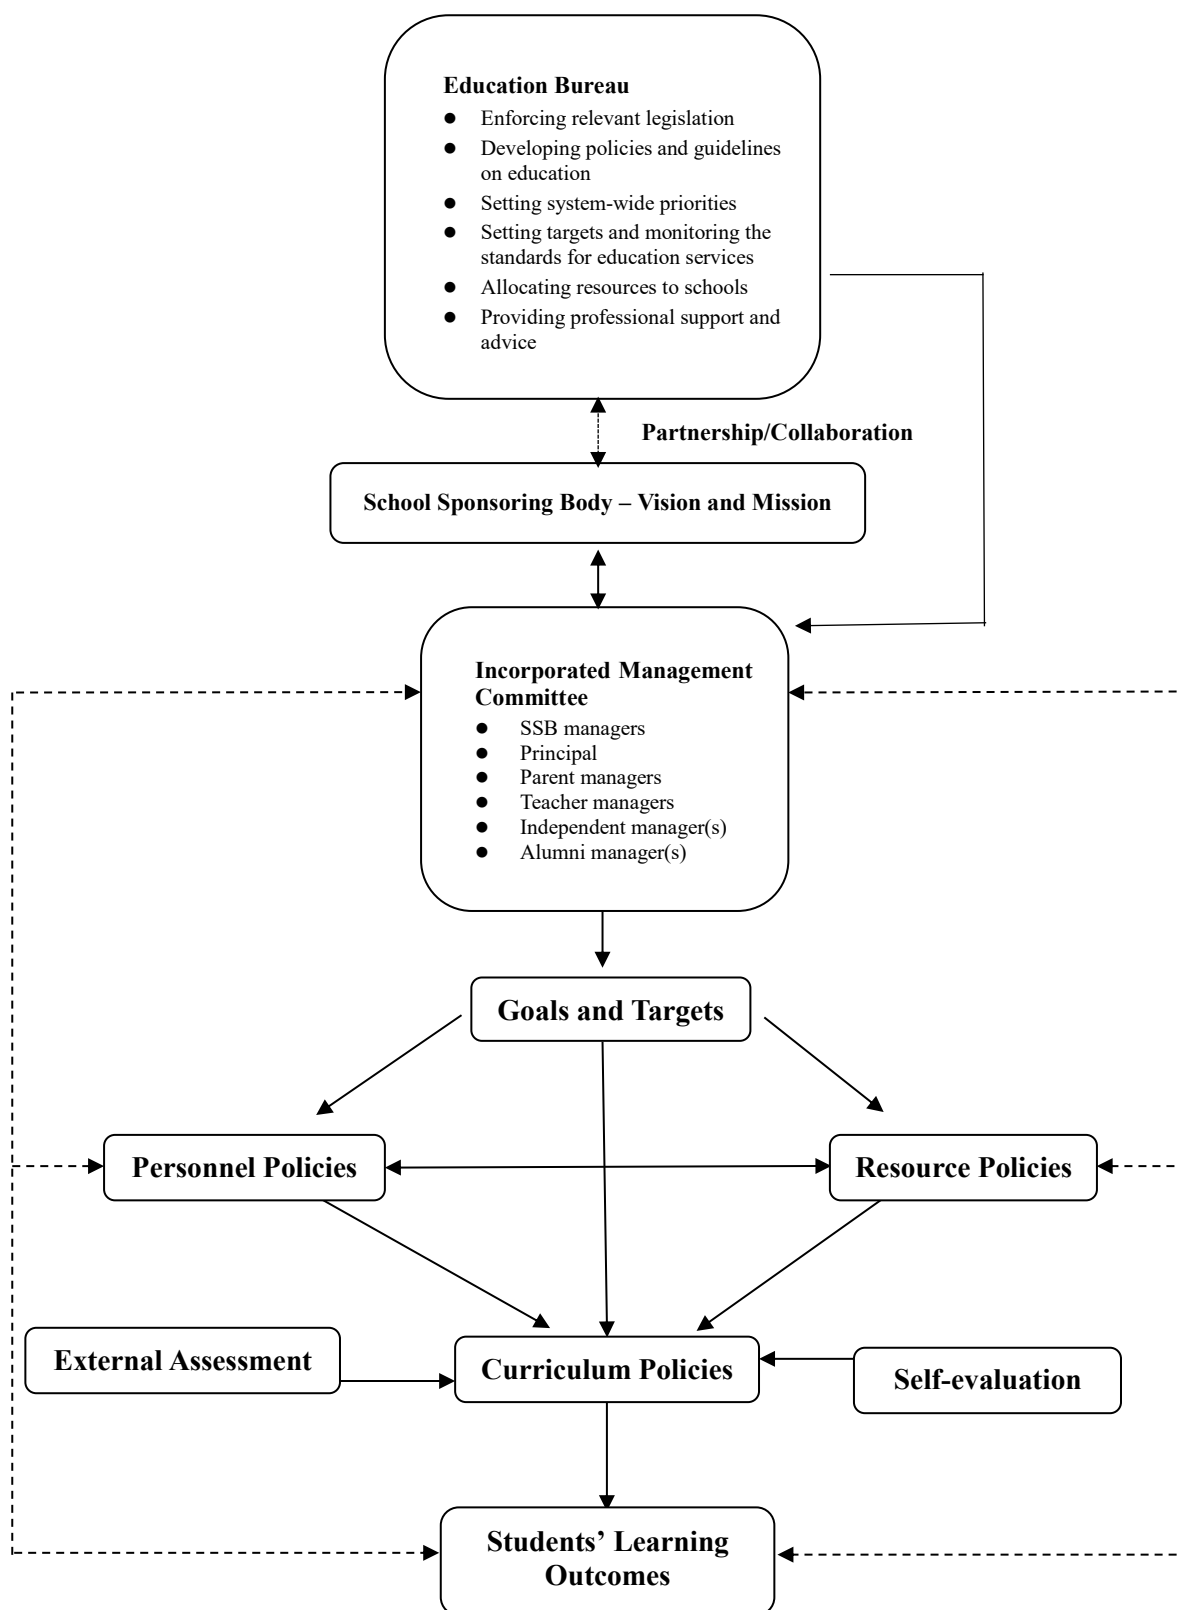 Education Bureau
● Enforcing relevant legislation
● Developing policies and guidelines
on education
● Setting system-wide priorities
● Setting targets and monitoring the
standards for education services
● Allocating resources to schools
● Providing professional support and
advice
Partnership/Collaboration
School Sponsoring Body – Vision and Mission
Incorporated Management
Committee
● SSB managers
● Principal
● Parent managers
● Teacher managers
● Independent manager(s)
● Alumni manager(s)
Goals and Targets
Personnel Policies
Resource Policies
External Assessment
Curriculum Policies
Self-evaluation
Students’ Learning
Outcomes